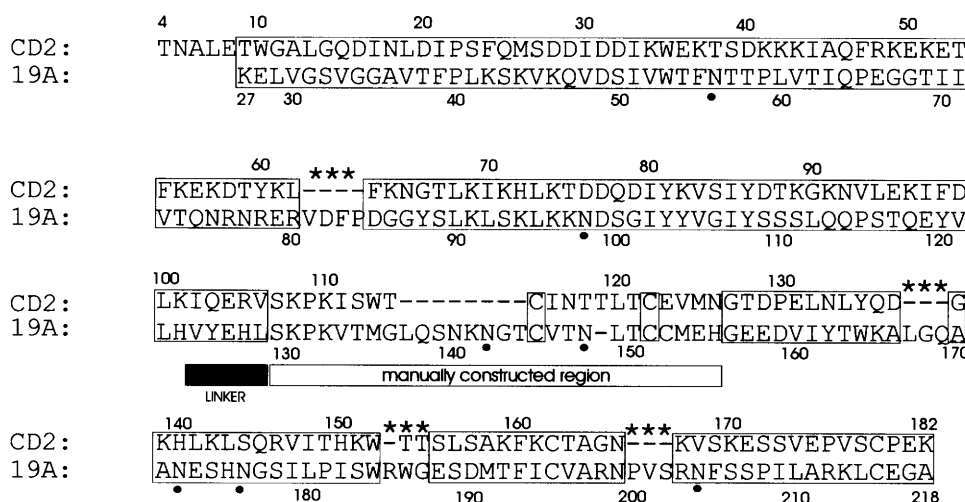 4 10 20 30 40 50
CD2: TNALETWGALGQDINLDIPSFQMSDDIDDIKWEKTSDKKKIAQFRKEKET
19A: KELVGSVGGAVTFPLKSKVKQVDSIVWTFNTTPLVTIQPEGGTII
27 30 40 50 60 70
60 *** 70 80 90
CD2: FKEKDTYKL----FKNGTLKIKHLKTDDQDIYKVSIYDTKGKNVLEKIFD
19A: VTQNRNRERVDFPDGGYSLKLSKLKKNDSGIYYVGIYSSSLQQPSTQEYV
80 90 100 110 120
100 110 120 130 ***
CD2: LKIQERVSKPKISWT--------CINTTLTCEVMNGTDPELNLYQD---G
19A: LHVYEHLSKPKVTMGLQSNKNGTCVTN-LTCCMEHGEEDVIYTWKALGQA
130 140 150 160 170
LINKER manually constructed region
140 150 *** 160 *** 170 182
CD2: KHLKLSQRVITHKW-TTSLSAKFKCTAGN---KVSKESSVEPVSCPEK
19A: ANESHNGSILPISWRWGESDMTFICVARNPVSRNFSSPILARKLCEGA
180 190 200 210 218